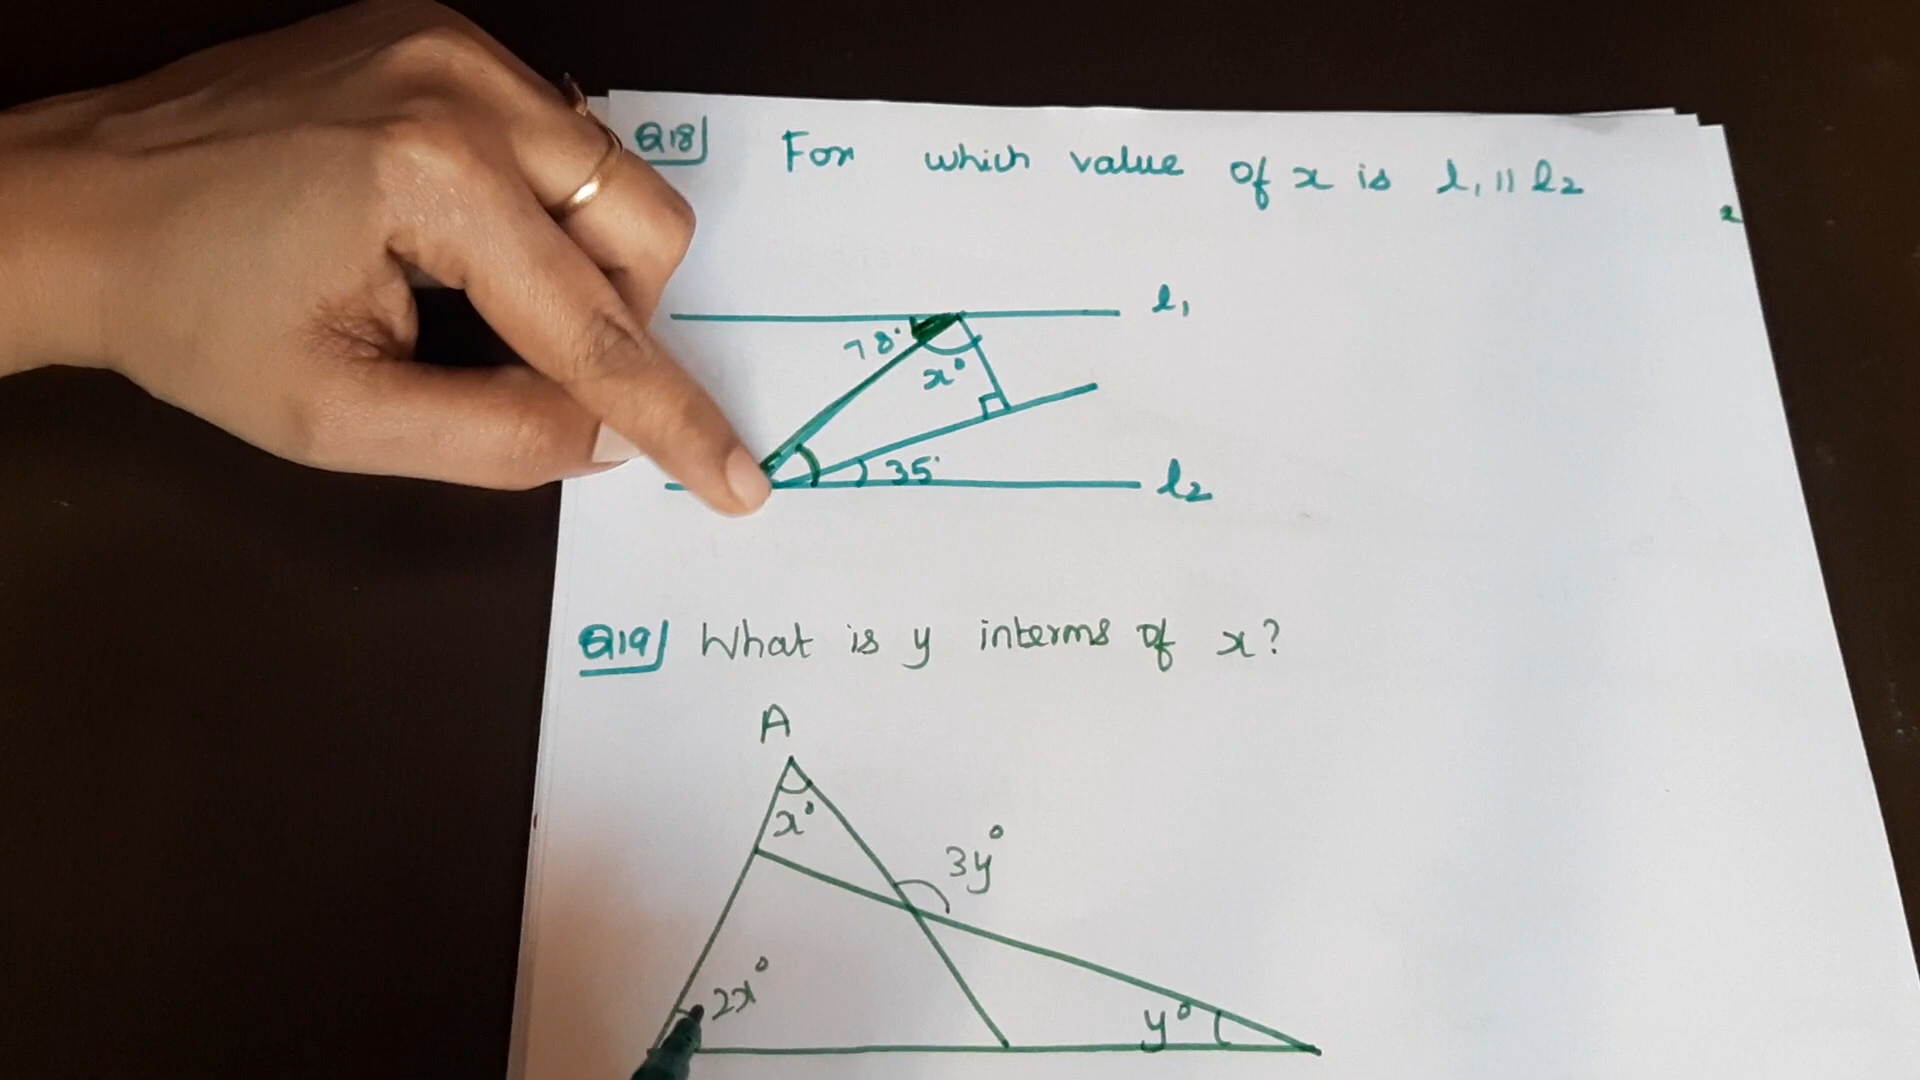 Q18) For which value of x is l₁ || l₂
2
l₁
78°
x°
35°
l₂
Q19) What is y interms of x?
A
x°
3y°
2x°
y°